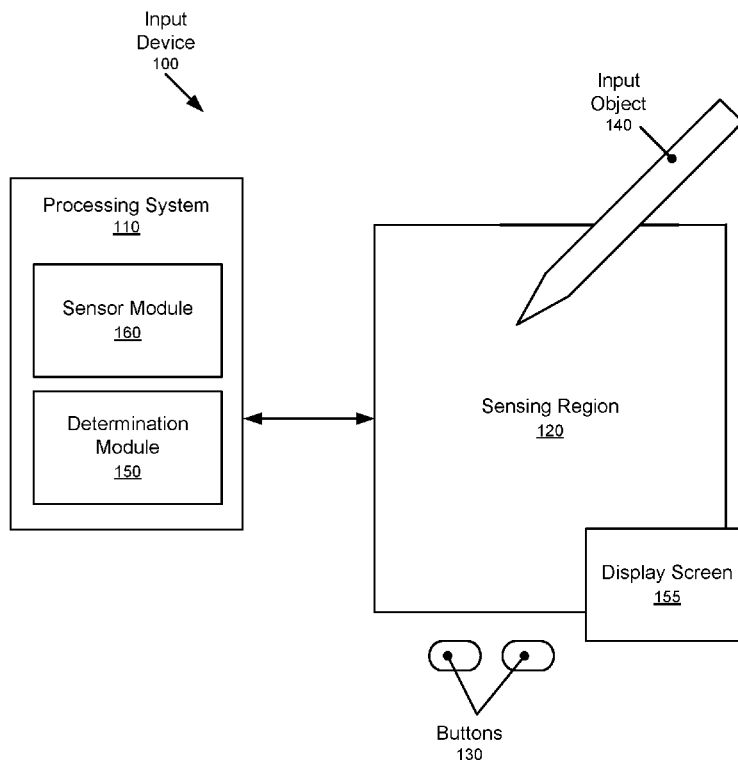 Input
Device
100
Input
Object
140
Processing System
110
Sensor Module
160
Determination
Module
150
Sensing Region
120
Display Screen
155
Buttons
130